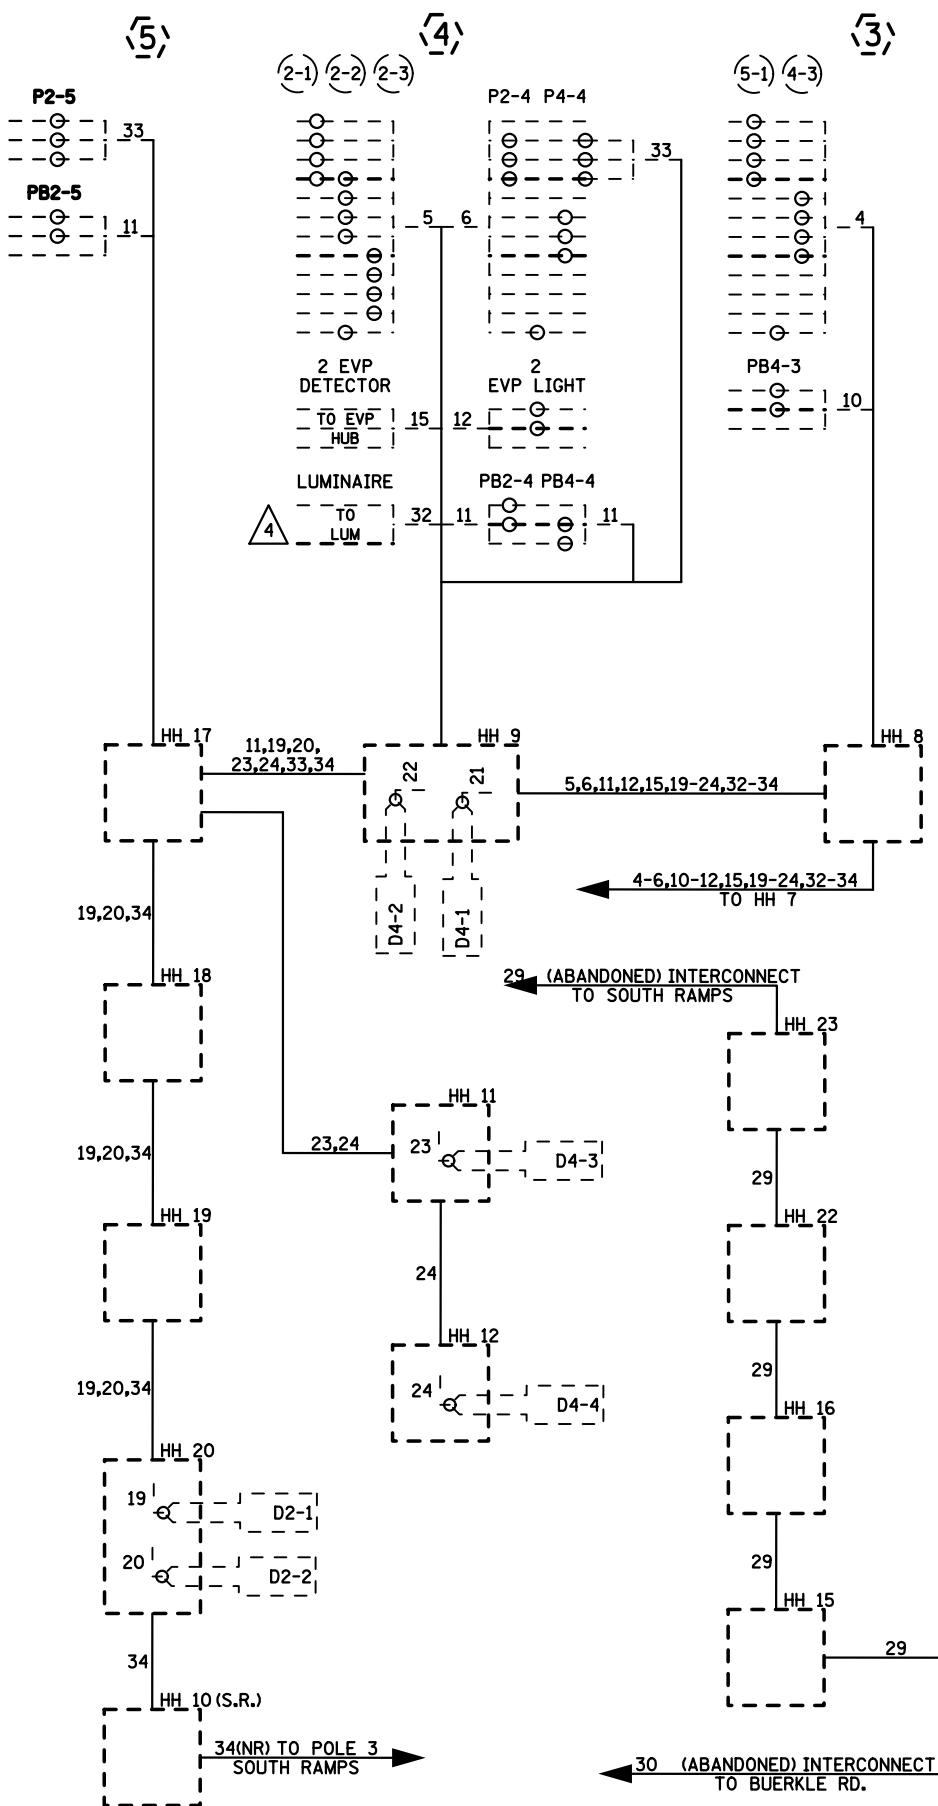 5
4
3
2-1 2-2 2-3
5-1 4-3
P2-5
33
PB2-5
11
P2-4 P4-4
33
5 6
4
2 EVP
DETECTOR
TO EVP
HUB
15 12
2
EVP LIGHT
PB4-3
10
LUMINAIRE
TO
LUM
4
32 11
PB2-4 PB4-4
11
HH 17
11,19,20,
23,24,33,34
HH 9
22
21
D4-2
D4-1
5,6,11,12,15,19-24,32-34
HH 8
4-6,10-12,15,19-24,32-34
TO HH 7
19,20,34
HH 18
29 (ABANDONED) INTERCONNECT
TO SOUTH RAMPS
HH 23
19,20,34
23,24
HH 11
23
D4-3
29
HH 19
HH 22
24
HH 12
24
D4-4
19,20,34
29
HH 16
HH 20
19
D2-1
20
D2-2
29
HH 15
29
34
HH 10 (S.R.)
34(NR) TO POLE 3
SOUTH RAMPS
30 (ABANDONED) INTERCONNECT
TO BUERKLE RD.